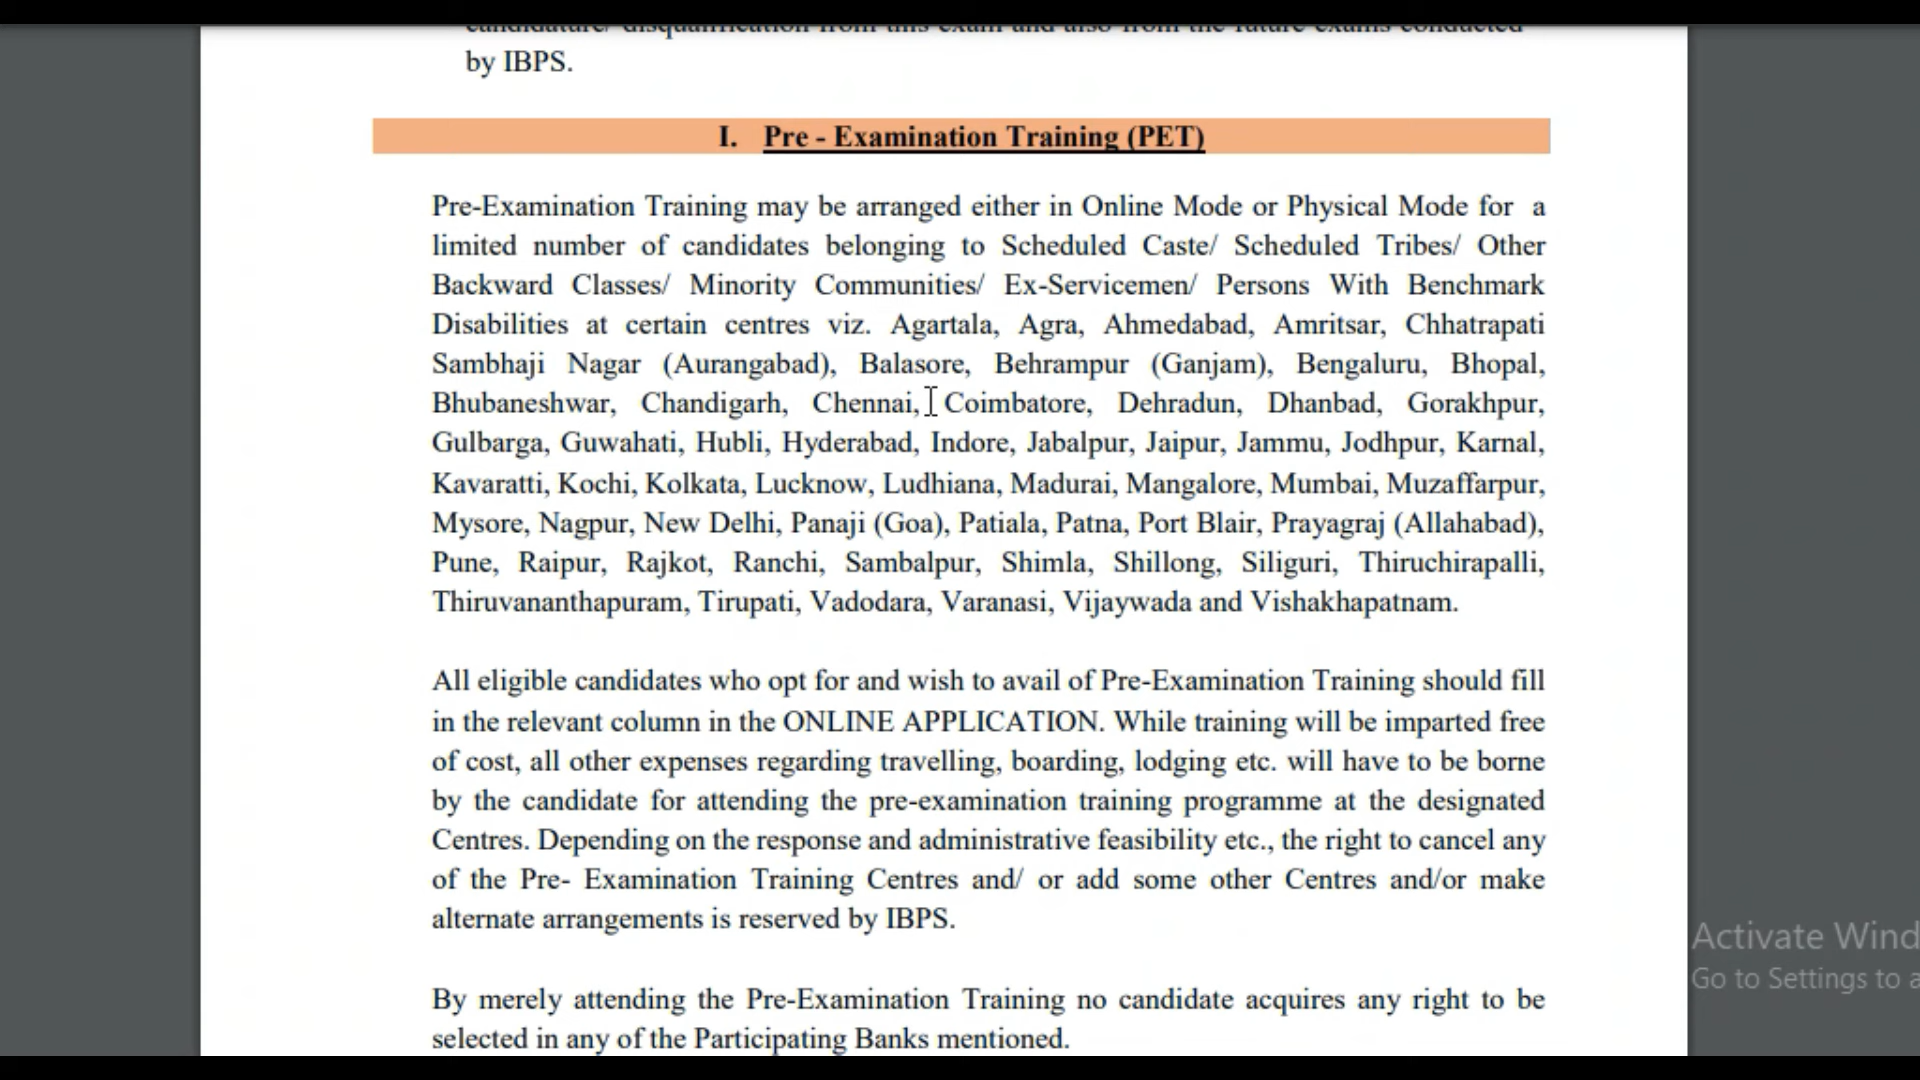 candidature/ disqualification from this exam and also from the future exams conducted
by IBPS.
I. Pre - Examination Training (PET)
Pre-Examination Training may be arranged either in Online Mode or Physical Mode for a
limited number of candidates belonging to Scheduled Caste/ Scheduled Tribes/ Other
Backward Classes/ Minority Communities/ Ex-Servicemen/ Persons With Benchmark
Disabilities at certain centres viz. Agartala, Agra, Ahmedabad, Amritsar, Chhatrapati
Sambhaji Nagar (Aurangabad), Balasore, Behrampur (Ganjam), Bengaluru, Bhopal,
Bhubaneshwar, Chandigarh, Chennai, Coimbatore, Dehradun, Dhanbad, Gorakhpur,
Gulbarga, Guwahati, Hubli, Hyderabad, Indore, Jabalpur, Jaipur, Jammu, Jodhpur, Karnal,
Kavaratti, Kochi, Kolkata, Lucknow, Ludhiana, Madurai, Mangalore, Mumbai, Muzaffarpur,
Mysore, Nagpur, New Delhi, Panaji (Goa), Patiala, Patna, Port Blair, Prayagraj (Allahabad),
Pune, Raipur, Rajkot, Ranchi, Sambalpur, Shimla, Shillong, Siliguri, Thiruchirapalli,
Thiruvananthapuram, Tirupati, Vadodara, Varanasi, Vijaywada and Vishakhapatnam.
All eligible candidates who opt for and wish to avail of Pre-Examination Training should fill
in the relevant column in the ONLINE APPLICATION. While training will be imparted free
of cost, all other expenses regarding travelling, boarding, lodging etc. will have to be borne
by the candidate for attending the pre-examination training programme at the designated
Centres. Depending on the response and administrative feasibility etc., the right to cancel any
of the Pre- Examination Training Centres and/ or add some other Centres and/or make
alternate arrangements is reserved by IBPS.
By merely attending the Pre-Examination Training no candidate acquires any right to be
selected in any of the Participating Banks mentioned.
Activate Wind
Go to Settings to a